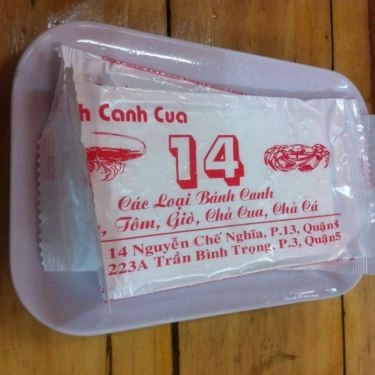 h Canh Cua
14
Các Loại Bánh Canh
, Tôm, Giò, Chả Cua, Chả Cá
14 Nguyễn Chế Nghĩa, P.13, Quận
223A Trần Bình Trọng, P.3, Quận5